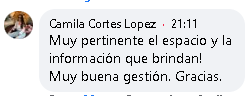 Camila Cortes Lopez · 21:11
Muy pertinente el espacio y la
información que brindan!
Muy buena gestión. Gracias.